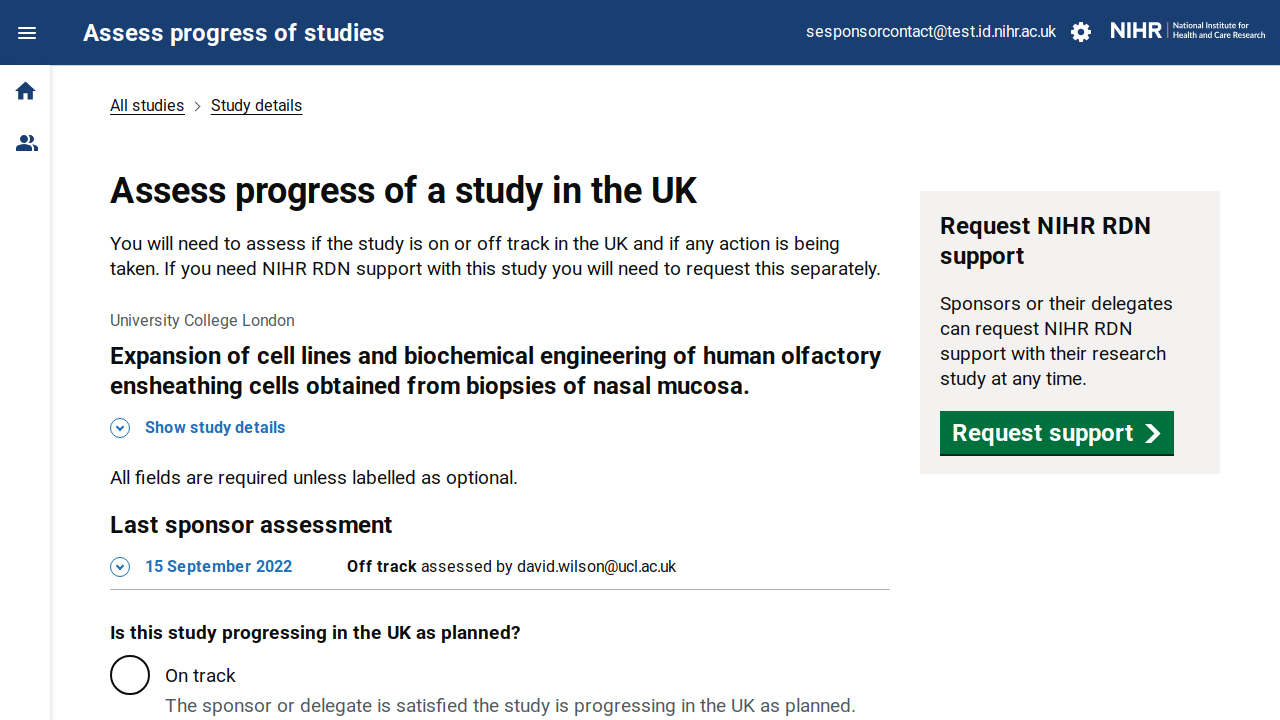 Assess progress of studies
sesponsorcontact@test.id.nihr.ac.uk
NIHR | National Institute for
Health and Care Research
All studies
Study details
Assess progress of a study in the UK
You will need to assess if the study is on or off track in the UK and if any action is being
taken. If you need NIHR RDN support with this study you will need to request this separately.
University College London
Expansion of cell lines and biochemical engineering of human olfactory
ensheathing cells obtained from biopsies of nasal mucosa.
Show study details
All fields are required unless labelled as optional.
Last sponsor assessment
15 September 2022
Off track assessed by david.wilson@ucl.ac.uk
Is this study progressing in the UK as planned?
On track
The sponsor or delegate is satisfied the study is progressing in the UK as planned.
Request NIHR RDN
support
Sponsors or their delegates
can request NIHR RDN
support with their research
study at any time.
Request support